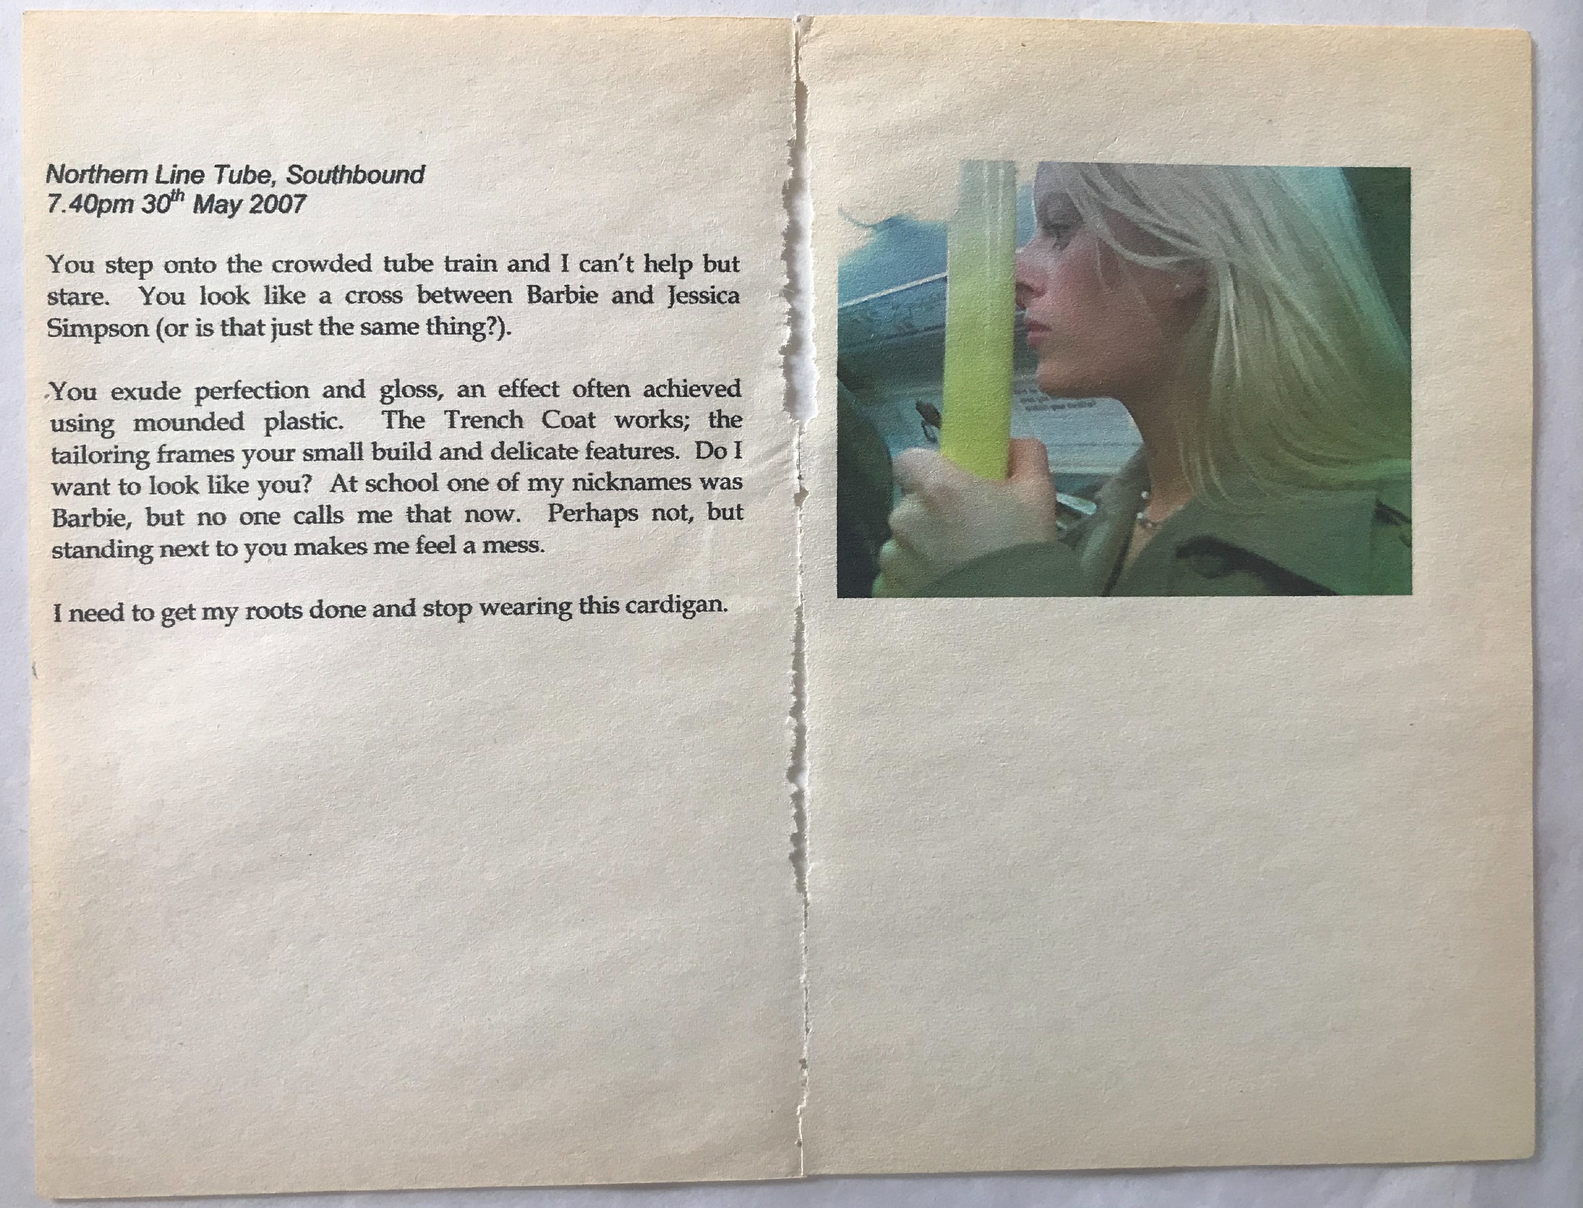 Northern Line Tube, Southbound
7.40pm 30th May 2007
You step onto the crowded tube train and I can't help but
stare. You look like a cross between Barbie and Jessica
Simpson (or is that just the same thing?).
You exude perfection and gloss, an effect often achieved
using mounded plastic. The Trench Coat works; the
tailoring frames your small build and delicate features. Do I
want to look like you? At school one of my nicknames was
Barbie, but no one calls me that now. Perhaps not, but
standing next to you makes me feel a mess.
I need to get my roots done and stop wearing this cardigan.